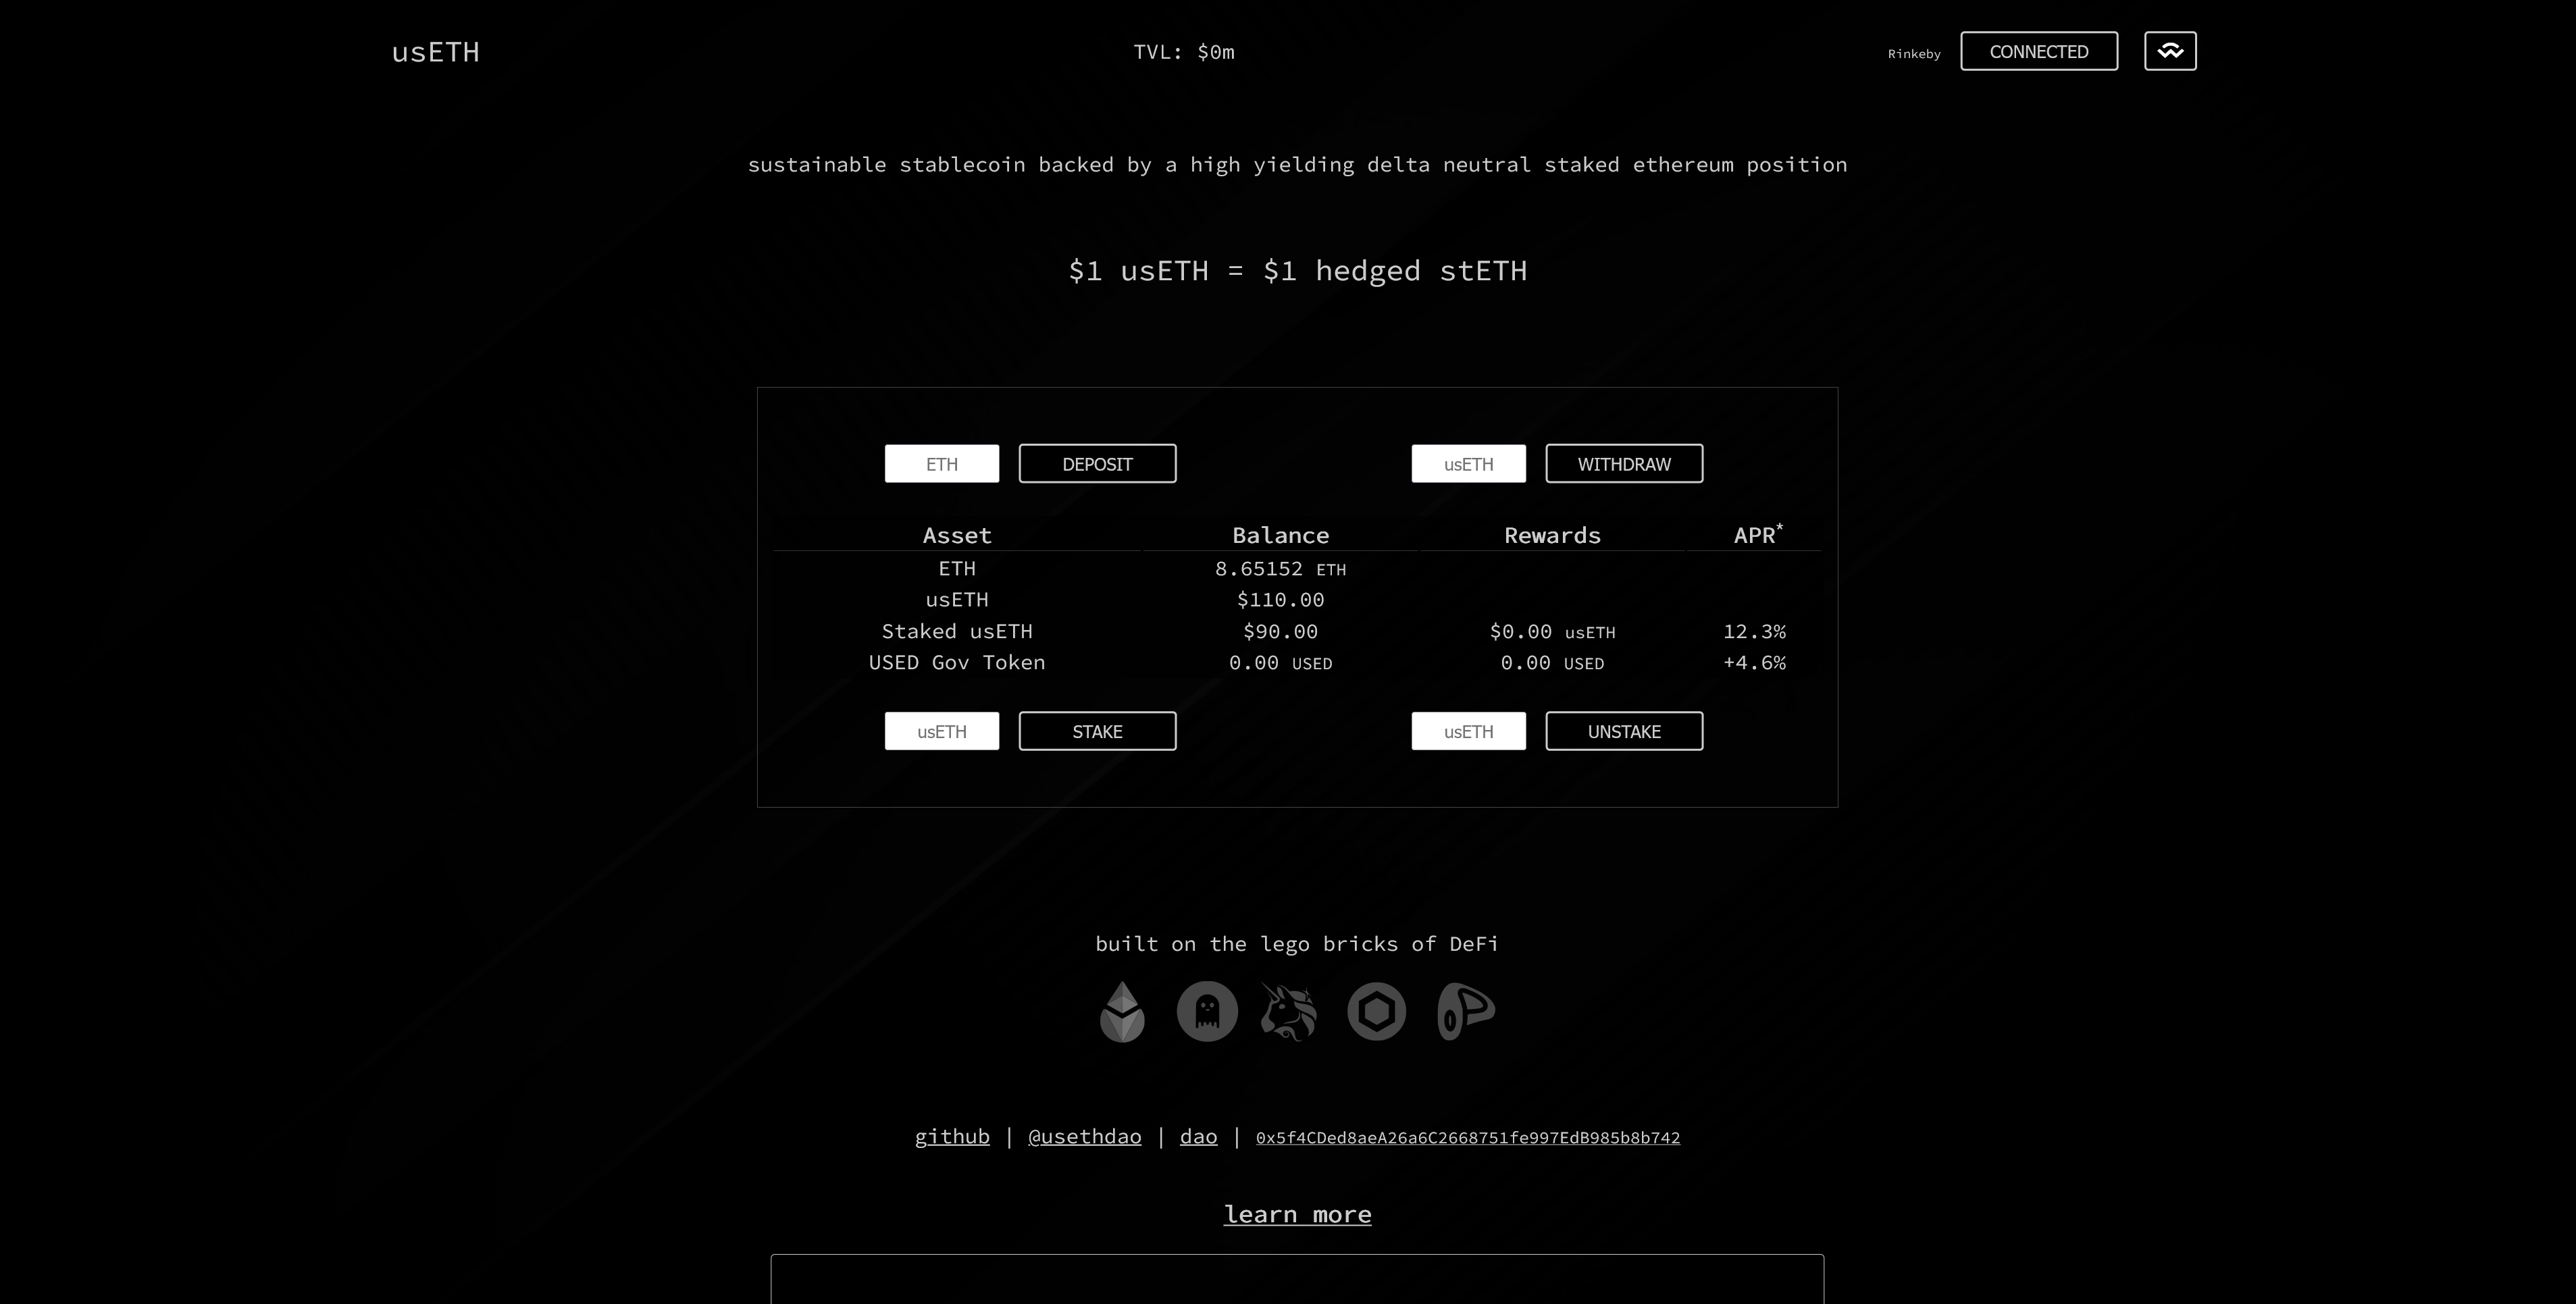 usETH TVL: $0m Rinkeby CONNECTED
sustainable stablecoin backed by a high yielding delta neutral staked ethereum position
$1 usETH = $1 hedged stETH
ETH DEPOSIT usETH WITHDRAW
Asset Balance Rewards APR*
ETH 8.65152 ETH
usETH $110.00
Staked usETH $90.00 $0.00 usETH 12.3%
USED Gov Token 0.00 USED 0.00 USED +4.6%
usETH STAKE usETH UNSTAKE
built on the lego bricks of DeFi
github | @usethdao | dao | 0x5f4CDed8aeA26a6C2668751fe997EdB985b8b742
learn more